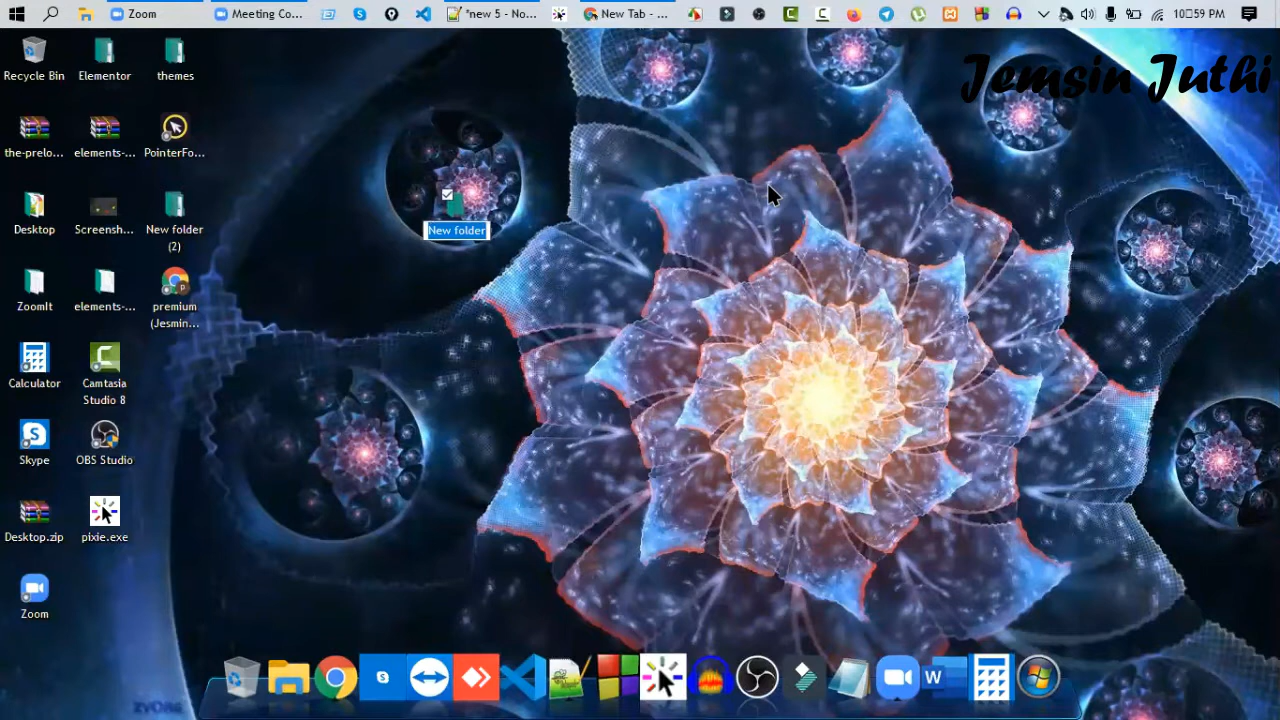 Zoom
Meeting Co...
*new 5 - No...
New Tab - ...
10 59 PM
Jemsin Juthi
Recycle Bin
Elementor
themes
the-prelo...
elements-...
PointerFo...
Desktop
Screensh...
New folder
(2)
New folder
ZoomIt
elements-...
premium
(Jesmin...
Calculator
Camtasia
Studio 8
Skype
OBS Studio
Desktop.zip
pixie.exe
Zoom